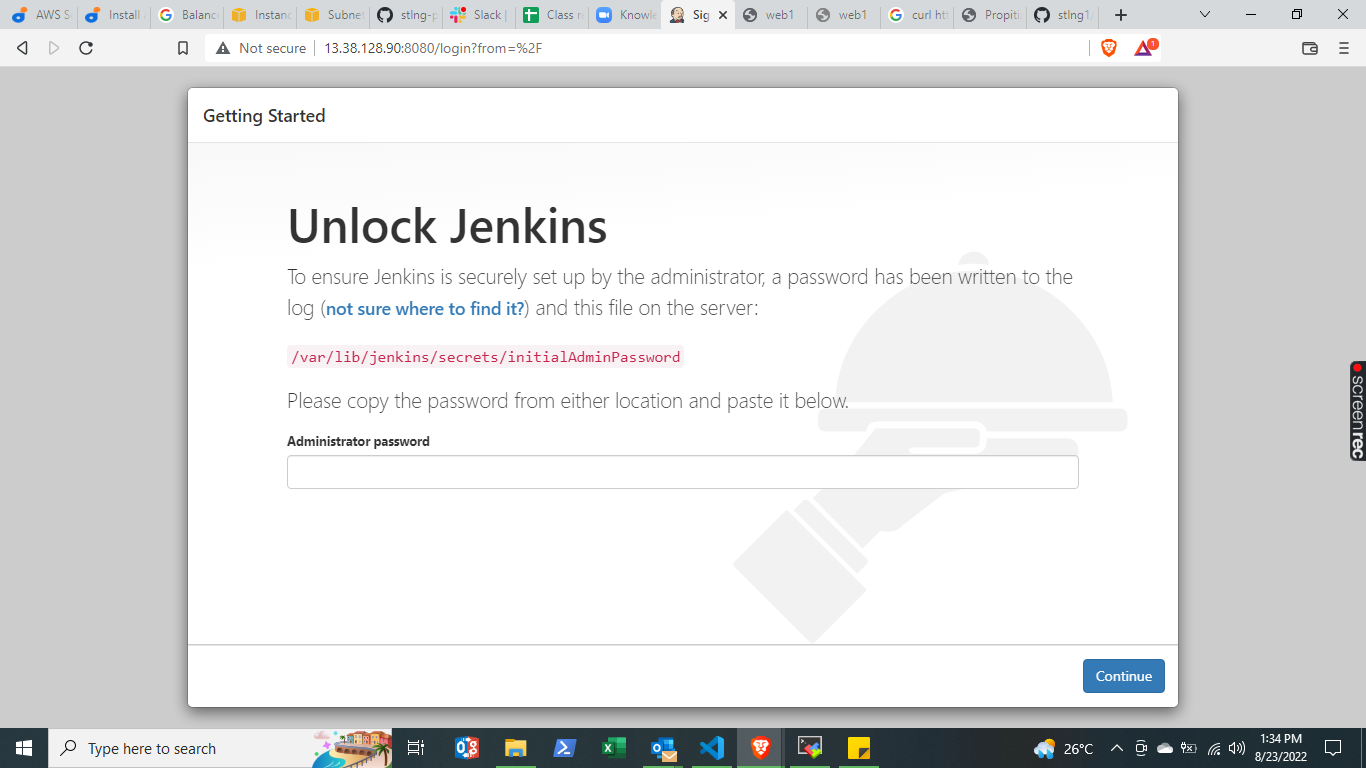 AWS S
Install
Balanc
Instanc
Subnet
stlng-p
Slack |
Class re
Knowle
Sig
web1
web1
curl htt
Propiti
stlng1/
Not secure
13.38.128.90:8080/login?from=%2F
1
Getting Started
Unlock Jenkins
To ensure Jenkins is securely set up by the administrator, a password has been written to the
log (not sure where to find it?) and this file on the server:
/var/lib/jenkins/secrets/initialAdminPassword
Please copy the password from either location and paste it below.
Administrator password
screenrec
Continue
Type here to search
26°C
1:34 PM
8/23/2022